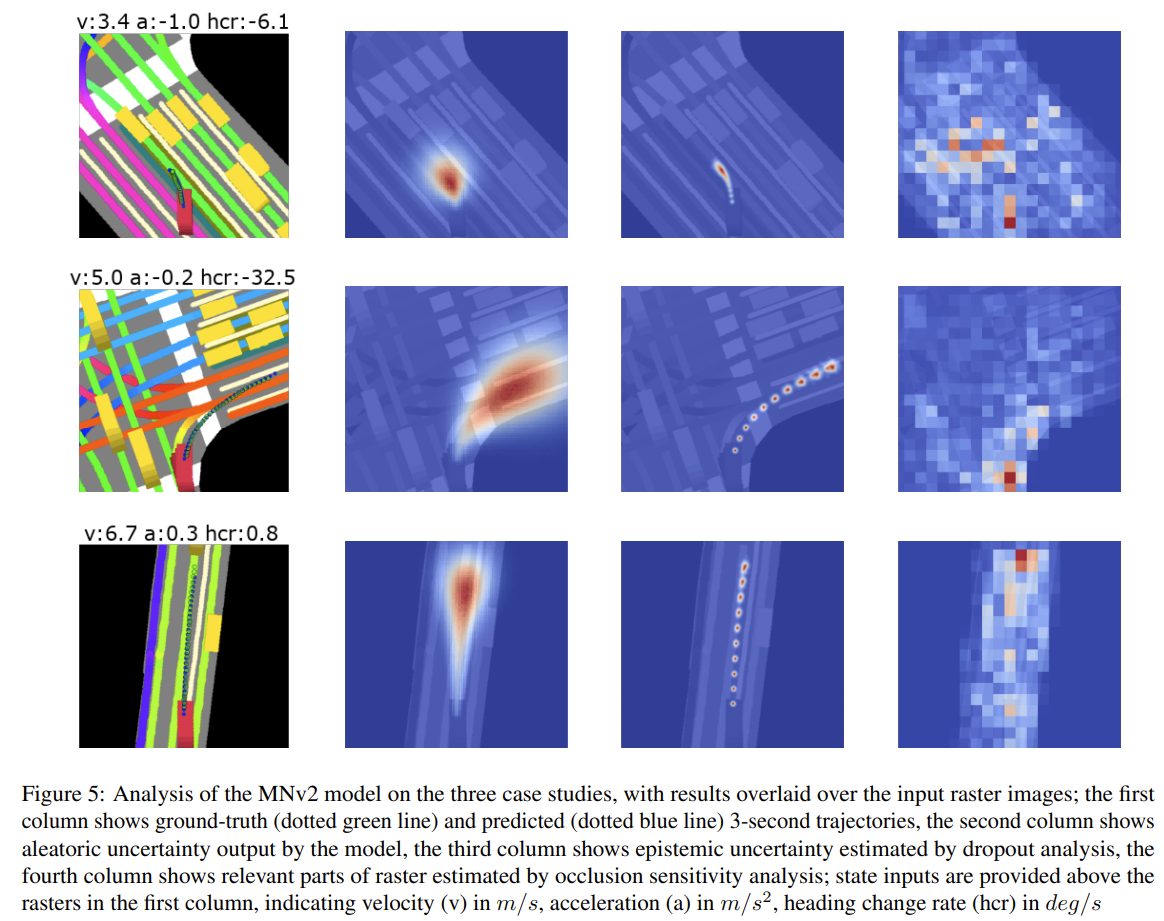 v:3.4 a:-1.0 hcr:-6.1
v:5.0 a:-0.2 hcr:-32.5
v:6.7 a:0.3 hcr:0.8
Figure 5: Analysis of the MNv2 model on the three case studies, with results overlaid over the input raster images; the first
column shows ground-truth (dotted green line) and predicted (dotted blue line) 3-second trajectories, the second column shows
aleatoric uncertainty output by the model, the third column shows epistemic uncertainty estimated by dropout analysis, the
fourth column shows relevant parts of raster estimated by occlusion sensitivity analysis; state inputs are provided above the
rasters in the first column, indicating velocity (v) in m/s, acceleration (a) in m/s², heading change rate (hcr) in deg/s